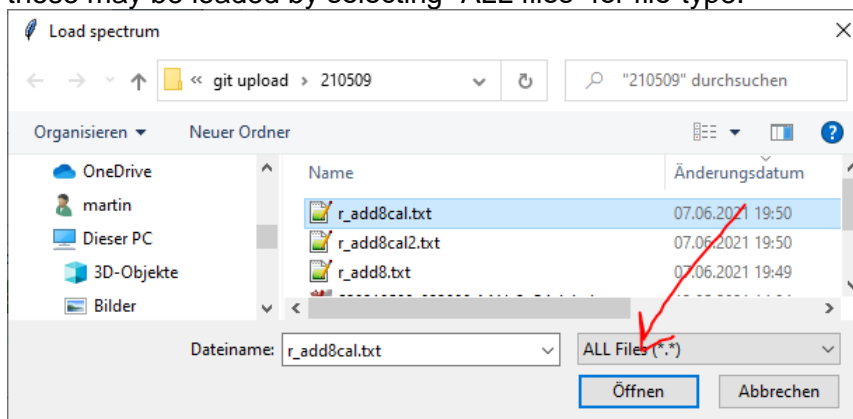 these may be loaded by selecting "ALL files" for file type.
Load spectrum
« git upload › 210509
"210509" durchsuchen
Organisieren
Neuer Ordner
OneDrive
martin
Dieser PC
3D-Objekte
Bilder
Name
Änderungsdatum
r_add8cal.txt
07.06.2021 19:50
r_add8cal2.txt
07.06.2021 19:50
r_add8.txt
07.06.2021 19:49
Dateiname:
r_add8cal.txt
ALL Files (*.*)
Öffnen
Abbrechen